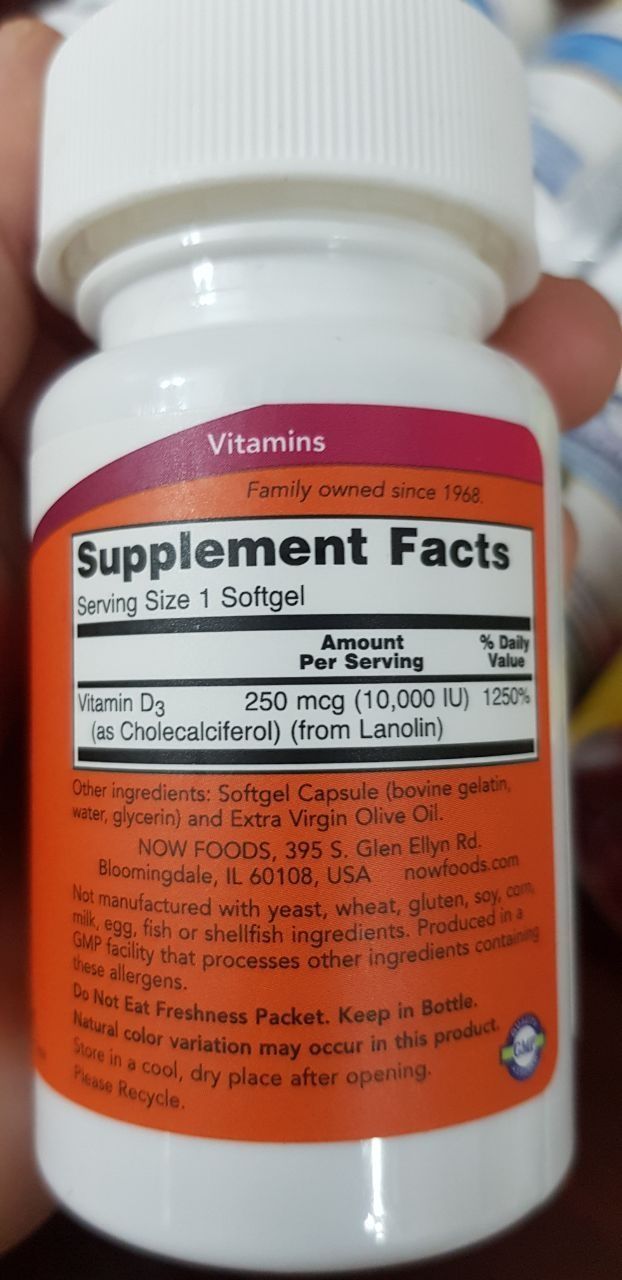 Vitamins
Family owned since 1968.
Supplement Facts
Serving Size 1 Softgel
Amount Per Serving
% Daily Value
Vitamin D3 250 mcg (10,000 IU) 1250%
(as Cholecalciferol) (from Lanolin)
Other ingredients: Softgel Capsule (bovine gelatin,
water, glycerin) and Extra Virgin Olive Oil.
NOW FOODS, 395 S. Glen Ellyn Rd.
Bloomingdale, IL 60108, USA nowfoods.com
Not manufactured with yeast, wheat, gluten, soy, corn,
milk, egg, fish or shellfish ingredients. Produced in a
GMP facility that processes other ingredients containing
these allergens.
Do Not Eat Freshness Packet. Keep in Bottle.
Natural color variation may occur in this product.
Store in a cool, dry place after opening.
Please Recycle.
GMP